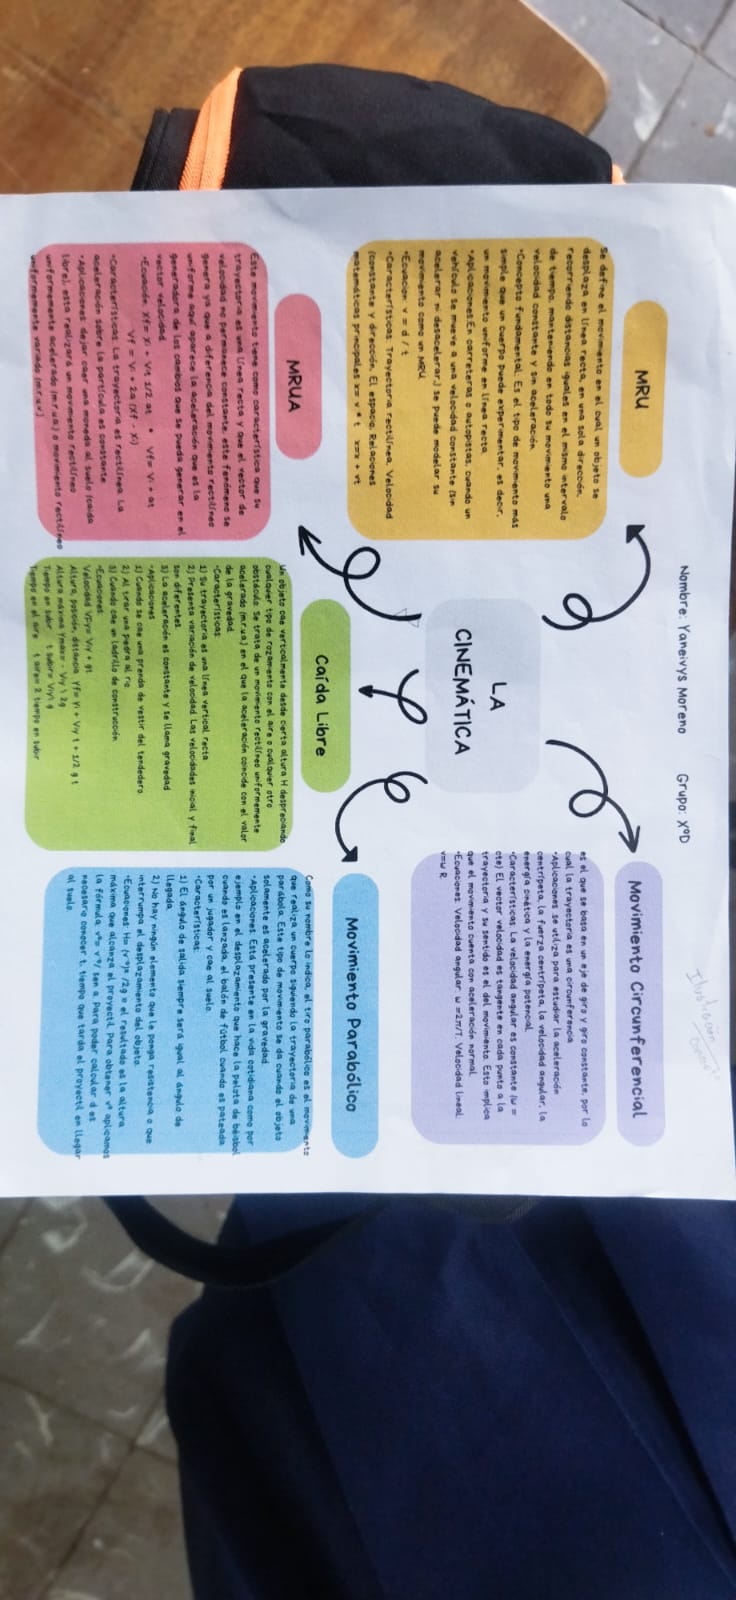 Nombre: Yaneivys Moreno Grupo: XºD
Ilustración
MRU
Se define el movimiento en el cual un objeto se
desplaza en línea recta, en una sola dirección,
recorriendo distancias iguales en el mismo intervalo
de tiempo, manteniendo en todo su movimiento una
velocidad constante y sin aceleración.
•Concepto fundamental: Es el tipo de movimiento más
simple que un cuerpo puede experimentar, es decir,
un movimiento uniforme en línea recta.
•Aplicaciones:En carreteras o autopistas, cuando un
vehículo se mueve a una velocidad constante (sin
acelerar ni desacelerar,) se puede modelar su
movimiento como un MRU.
•Ecuacion: v = d / t
•Características: Trayectoria rectilínea, Velocidad
(constante y dirección, El espacio, Relaciones
matemáticas principales x= v * t x=x + vt
LA
CINEMÁTICA
Movimiento Circunferencial
es el que se basa en un eje de giro y giro constante, por lo
cual la trayectoria es una circunferencia
•Aplicaciones :se utiliza para estudiar la aceleración
centrípeta, la fuerza centrípeta, la velocidad angular, la
energía cinética y la energía potencial.
•Características: La velocidad angular es constante (ω =
cte) El vector velocidad es tangente en cada punto a la
trayectoria y su sentido es el del movimiento. Esto implica
que el movimiento cuenta con aceleración normal.
•Ecuaciones: Velocidad angular: ω =2π/T. Velocidad lineal:
v=ω R.
MRUA
Este movimiento tiene como característica que su
trayectoria es una línea recta y que el vector de
velocidad no permanece constante, este fenómeno se
genera ya que a diferencia del movimiento rectilíneo
uniforme aquí aparece la aceleración que es la
generadora de los cambios que se pueda generar en el
vector velocidad.
•Ecuación: Xf= Xi + Vit 1/2 at * Vf= Vi + at
Vf = Vi + 2a (Xf - Xi)
•Características: La trayectoria es rectilínea. La
aceleración sobre la partícula es constante
•Aplicaciones: dejar caer una moneda al suelo (caida
libre), esta realizará un movimiento rectilíneo
uniformemente acelerado (m.r.u.a.) o movimiento rectilíneo
uniformemente variado (m.r.u.v.)
Caída Libre
Un objeto cae verticalmente desde cierta altura H despreciando
cualquier tipo de rozamiento con el aire o cualquier otro
obstáculo. Se trata de un movimiento rectilíneo uniformemente
acelerado (m.r.u.a.) en el que la aceleración coincide con el valor
de la gravedad.
•Características:
1) Su trayectoria es una línea vertical recta
2) Presenta variación de velocidad. Las velocidades inicial y final
son diferentes.
3) La aceleración es constante y se llama gravedad
•Aplicaciones
1) Cuando se cae una prenda de vestir del tendedero.
2) Al tirar una piedra al rio.
3) Cuando cae un ladrillo de construcción.
•Ecuaciones:
Velocidad VFy= Viy + gt
Altura, posición, distancia Yf= Yi + Viy t + 1/2 g t
Altura máxima Ymax= - Viy \ 2g
Tiempo en subir t subir= Viy\ g
Tiempo en el aire t aire= 2 tiempo en subir
Movimiento Parabólico
Como su nombre lo indica, el tiro parabólico es el movimiento
que realiza un cuerpo siguiendo la trayectoria de una
parábola. Este tipo de movimiento se da cuando el objeto
solamente es acelerado por la gravedad.
•Aplicaciones: Está presente en la vida cotidiana como por
ejemplo en el desplazamiento que hace la pelota de béisbol
cuando es lanzada, el balón de fútbol cuando es pateada
por un jugador y cae al suelo.
•Características:
1) El ángulo de salida siempre será igual al ángulo de
llegada.
2) No hay ningún elemento que le ponga resistencia o que
interrumpa el desplazamiento del objeto.
•Ecuaciones: el resultado es la altura
máxima que alcanza el proyectil. Para obtener aplicamos
la fórmula sen a. Para poder calcular d es
necesario conocer t, tiempo que tarda el proyectil en llegar
al suelo.